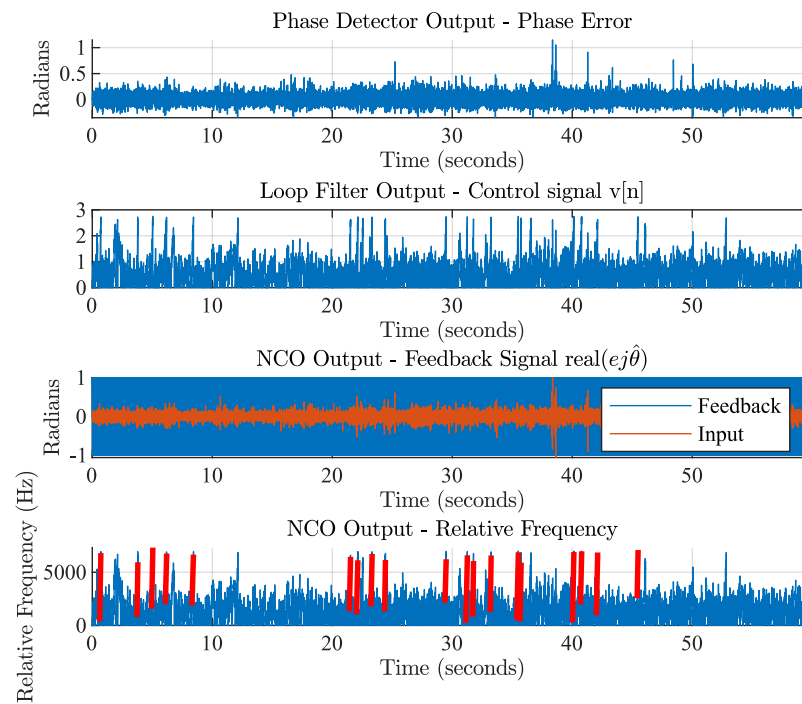 Phase Detector Output - Phase Error
Radians
1
0.5
0
0 10 20 30 40 50
Time (seconds)
Loop Filter Output - Control signal v[n]
3
2
1
0
0 10 20 30 40 50
Time (seconds)
NCO Output - Feedback Signal real(ejθ̂)
Radians
1
0
-1
Feedback
Input
0 10 20 30 40 50
Time (seconds)
NCO Output - Relative Frequency
Relative Frequency (Hz)
5000
0
0 10 20 30 40 50
Time (seconds)